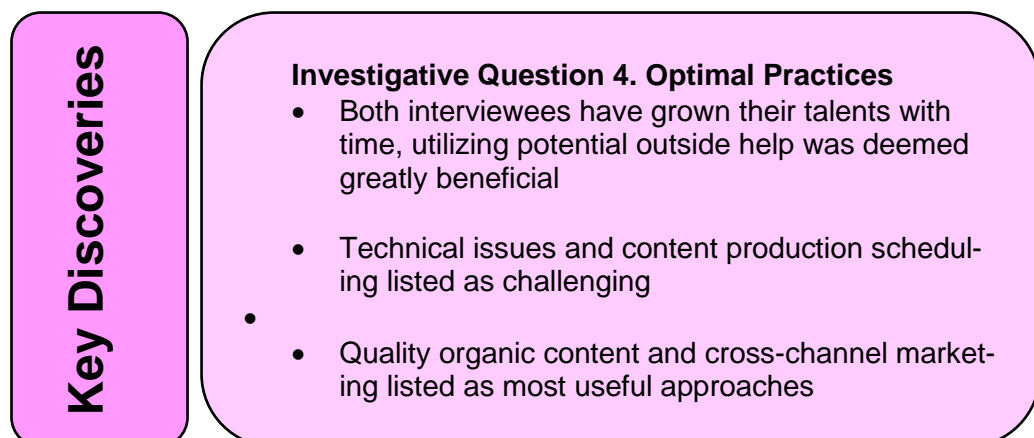 Key Discoveries
Investigative Question 4. Optimal Practices
• Both interviewees have grown their talents with
time, utilizing potential outside help was deemed
greatly beneficial
• Technical issues and content production schedul-
ing listed as challenging
•
• Quality organic content and cross-channel market-
ing listed as most useful approaches